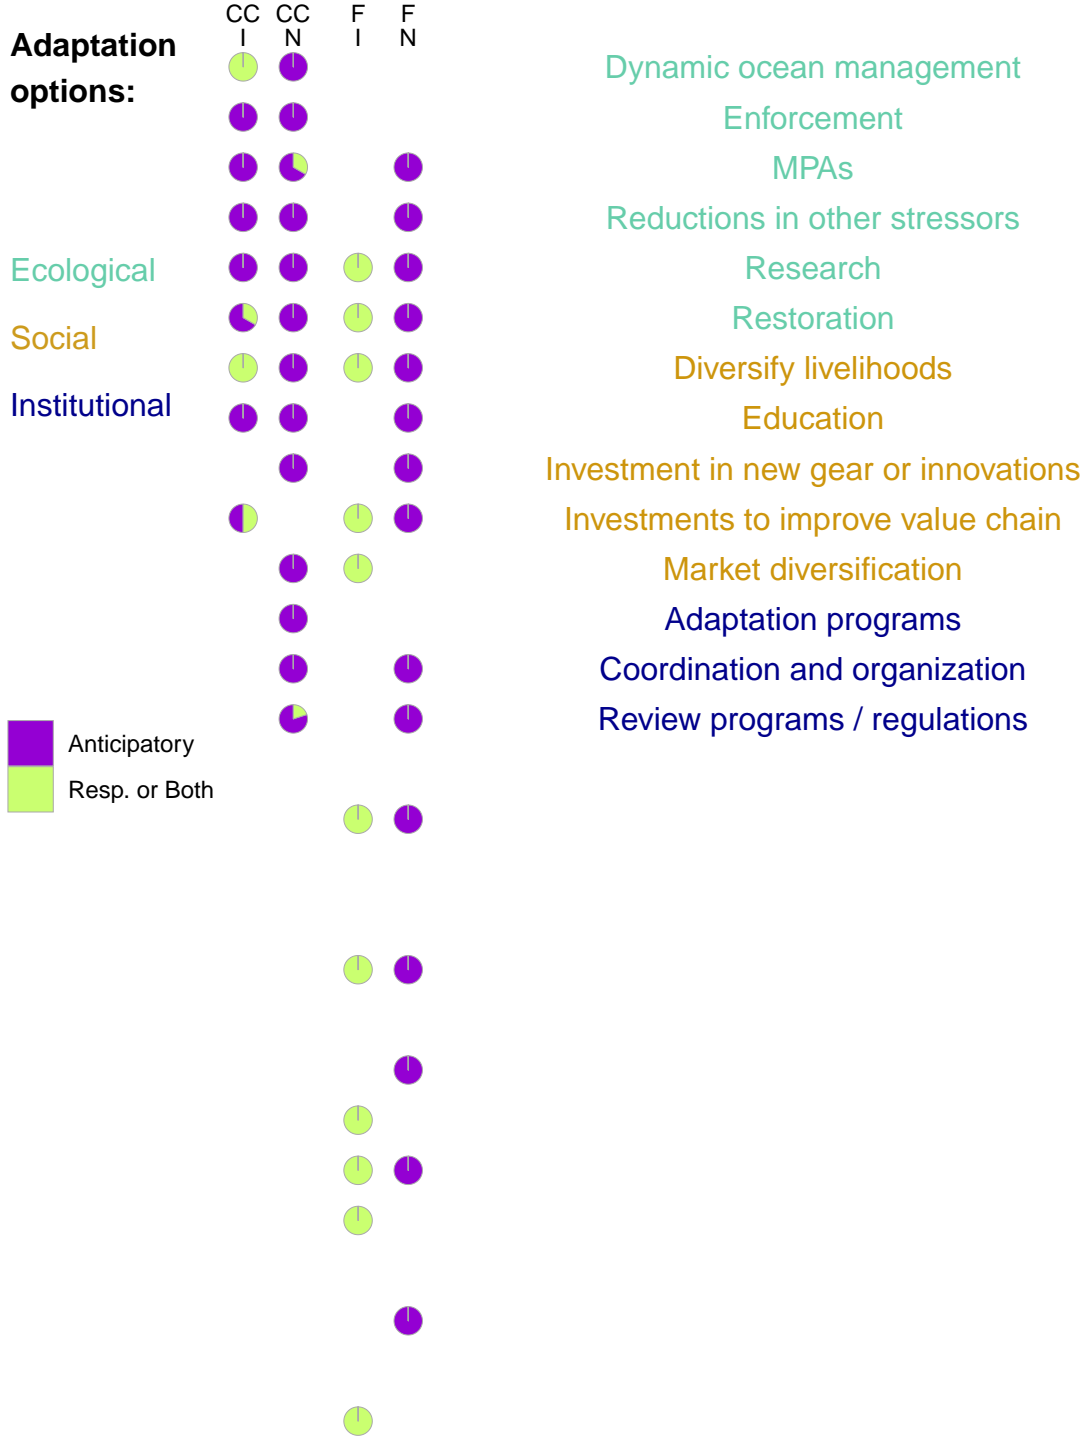 CC CC F F
I N I N
Adaptation
options:
Dynamic ocean management
Enforcement
MPAs
Reductions in other stressors
Ecological
Research
Restoration
Social
Diversify livelihoods
Institutional
Education
Investment in new gear or innovations
Investments to improve value chain
Market diversification
Adaptation programs
Coordination and organization
Review programs / regulations
Anticipatory
Resp. or Both